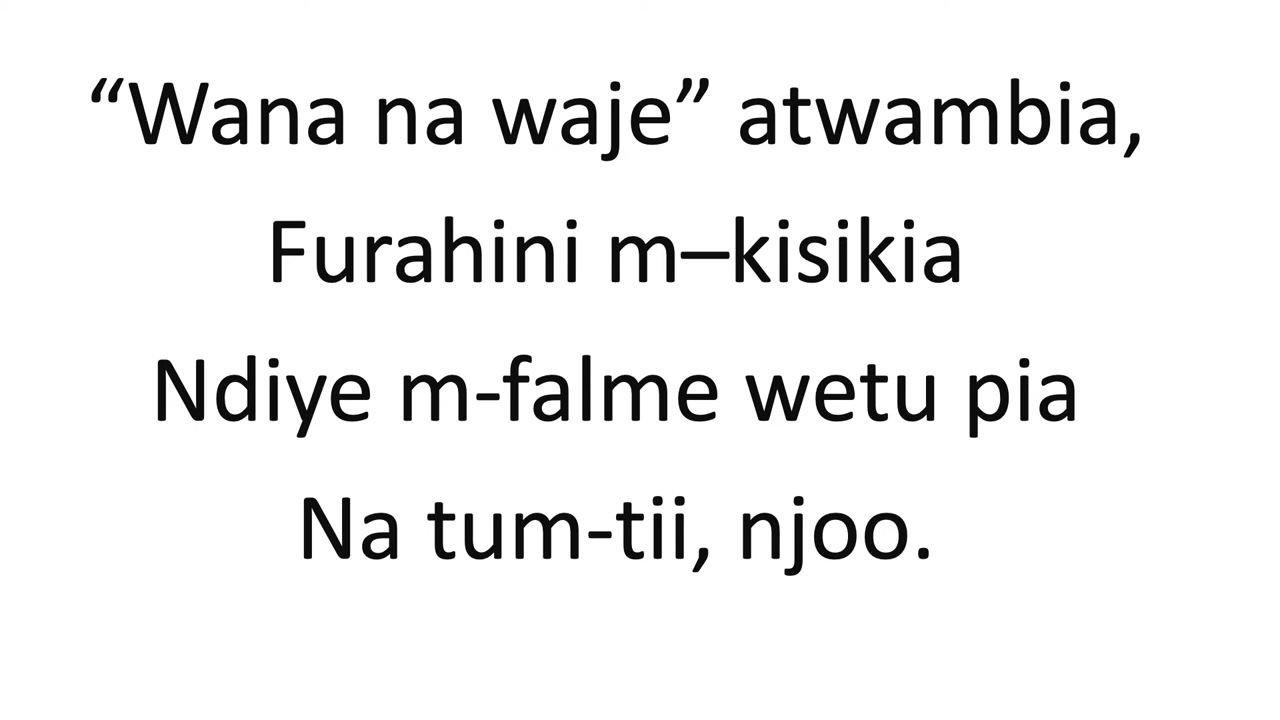 “Wana na waje” atwambia,
Furahini m–kisikia
Ndiye m-falme wetu pia
Na tum-tii, njoo.